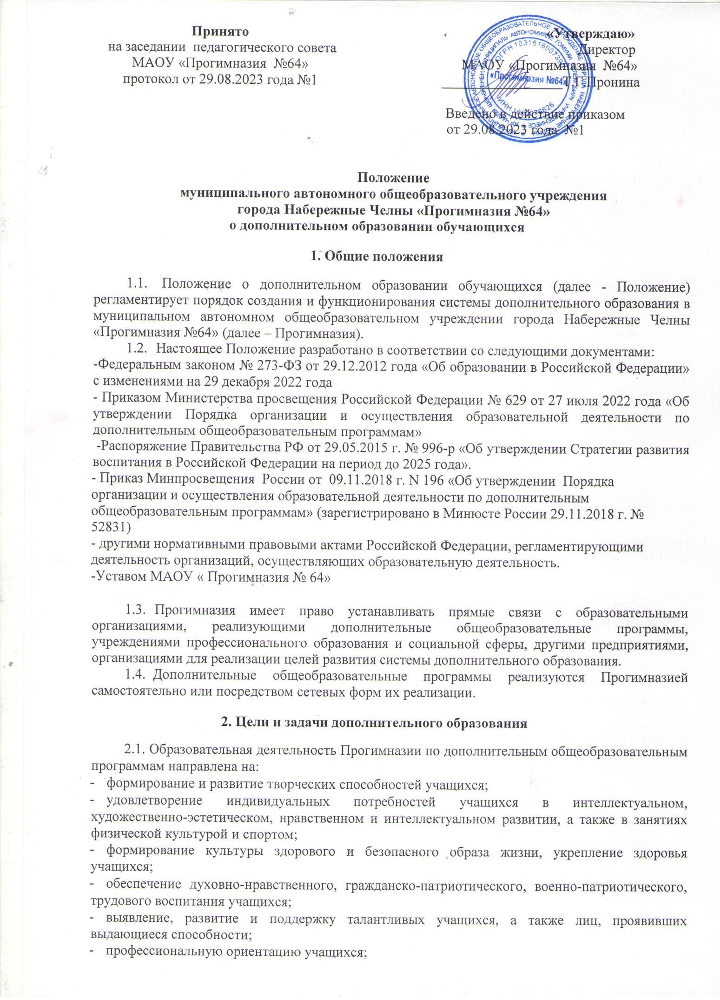 Принято
на заседании педагогического совета
МАОУ «Прогимназия №64»
протокол от 29.08.2023 года №1
«Утверждаю»
Директор
МАОУ «Прогимназия №64»
Т.Г.Пронина
Введено в действие приказом
от 29.08.2023 года №1
«Прогимназия №64»
Положение
муниципального автономного общеобразовательного учреждения
города Набережные Челны «Прогимназия №64»
о дополнительном образовании обучающихся
1. Общие положения
1.1. Положение о дополнительном образовании обучающихся (далее - Положение)
регламентирует порядок создания и функционирования системы дополнительного образования в
муниципальном автономном общеобразовательном учреждении города Набережные Челны
«Прогимназия №64» (далее – Прогимназия).
1.2. Настоящее Положение разработано в соответствии со следующими документами:
-Федеральным законом № 273-ФЗ от 29.12.2012 года «Об образовании в Российской Федерации»
с изменениями на 29 декабря 2022 года
- Приказом Министерства просвещения Российской Федерации № 629 от 27 июля 2022 года «Об
утверждении Порядка организации и осуществления образовательной деятельности по
дополнительным общеобразовательным программам»
-Распоряжение Правительства РФ от 29.05.2015 г. № 996-р «Об утверждении Стратегии развития
воспитания в Российской Федерации на период до 2025 года».
- Приказ Минпросвещения России от 09.11.2018 г. N 196 «Об утверждении Порядка
организации и осуществления образовательной деятельности по дополнительным
общеобразовательным программам» (зарегистрировано в Минюсте России 29.11.2018 г. №
52831)
- другими нормативными правовыми актами Российской Федерации, регламентирующими
деятельность организаций, осуществляющих образовательную деятельность.
-Уставом МАОУ « Прогимназия № 64»
1.3. Прогимназия имеет право устанавливать прямые связи с образовательными
организациями, реализующими дополнительные общеобразовательные программы,
учреждениями профессионального образования и социальной сферы, другими предприятиями,
организациями для реализации целей развития системы дополнительного образования.
1.4. Дополнительные общеобразовательные программы реализуются Прогимназией
самостоятельно или посредством сетевых форм их реализации.
2. Цели и задачи дополнительного образования
2.1. Образовательная деятельность Прогимназии по дополнительным общеобразовательным
программам направлена на:
- формирование и развитие творческих способностей учащихся;
- удовлетворение индивидуальных потребностей учащихся в интеллектуальном,
художественно-эстетическом, нравственном и интеллектуальном развитии, а также в занятиях
физической культурой и спортом;
- формирование культуры здорового и безопасного образа жизни, укрепление здоровья
учащихся;
- обеспечение духовно-нравственного, гражданско-патриотического, военно-патриотического,
трудового воспитания учащихся;
- выявление, развитие и поддержку талантливых учащихся, а также лиц, проявивших
выдающиеся способности;
- профессиональную ориентацию учащихся;